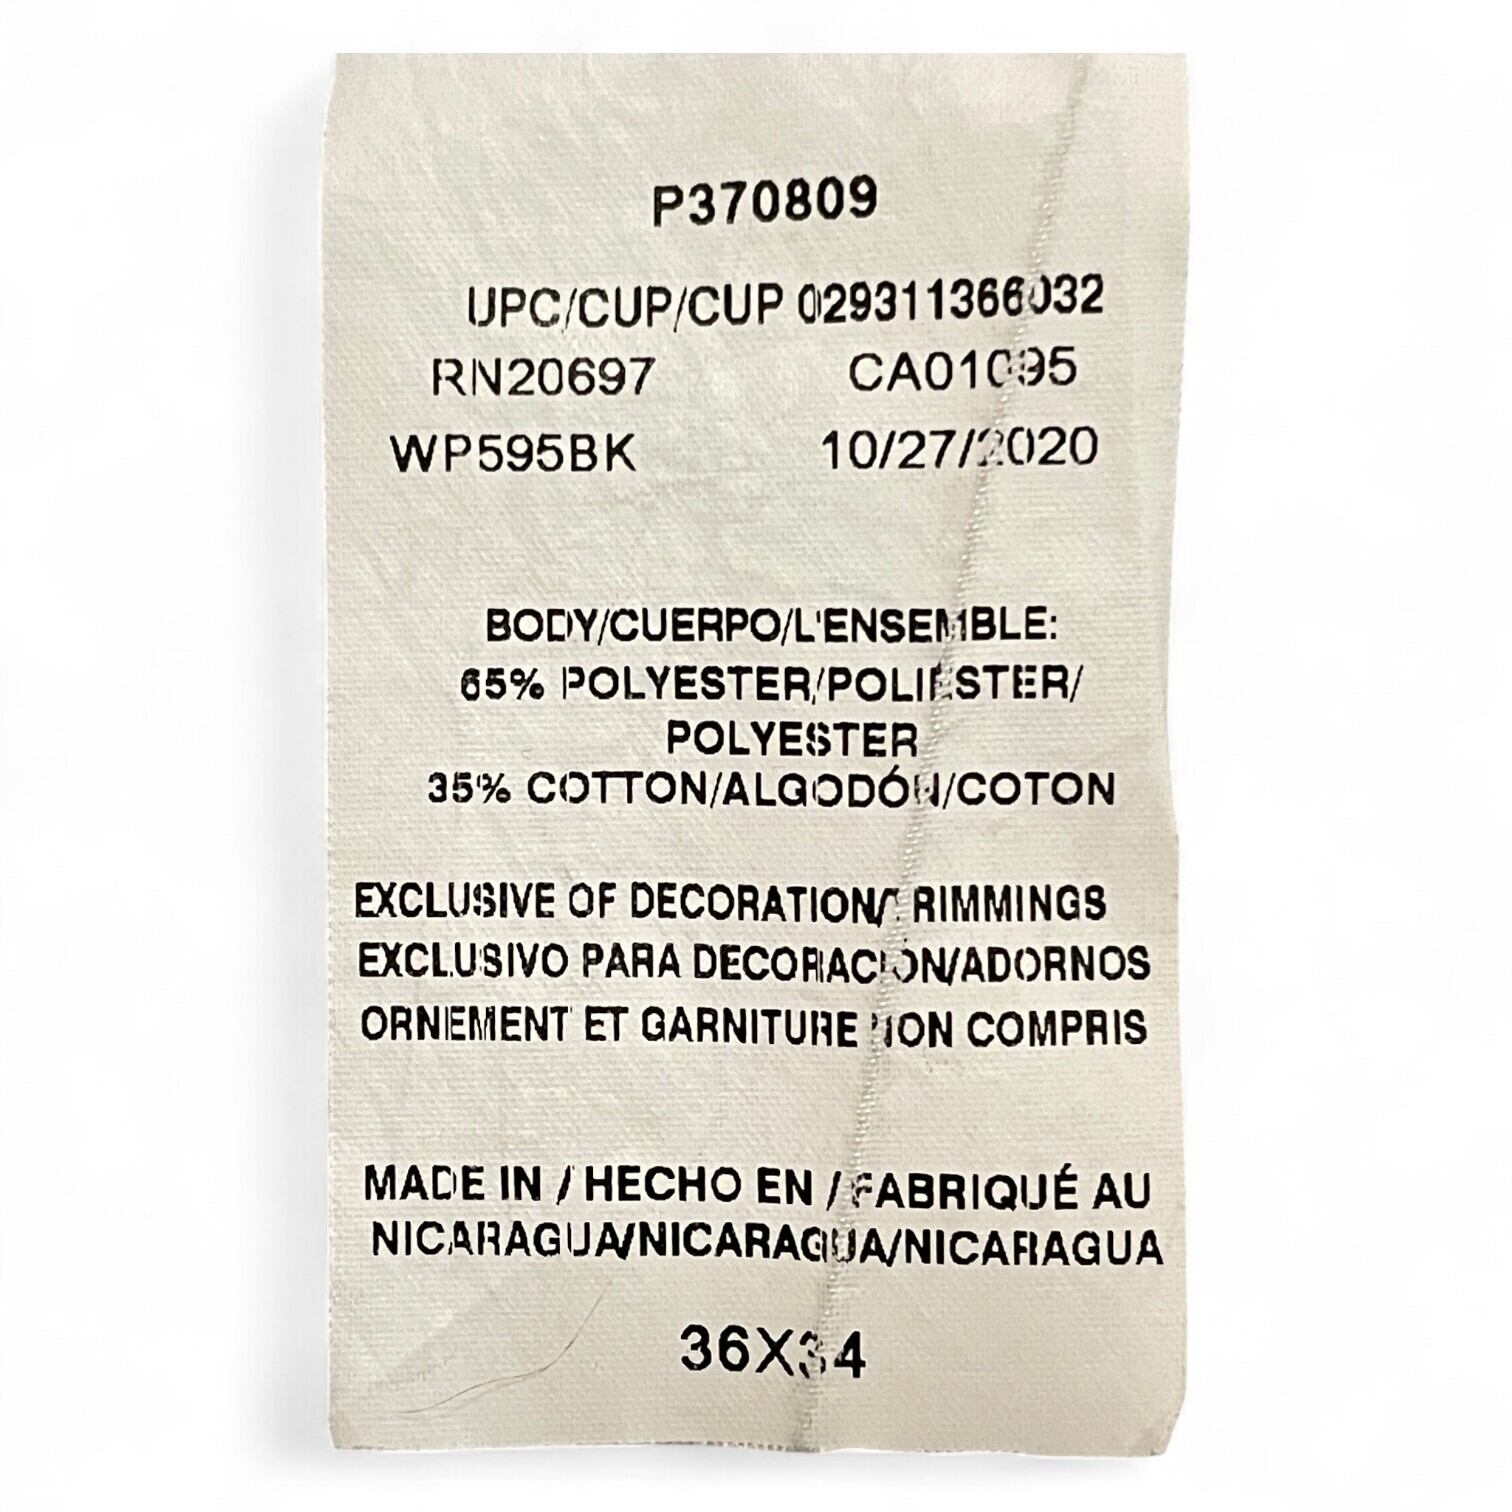 P370809
UPC/CUP/CUP 029311366032
RN20697 CA01095
WP595BK 10/27/2020
BODY/CUERPO/L'ENSEMBLE:
65% POLYESTER/POLIÉSTER/
POLYESTER
35% COTTON/ALGODÓN/COTON
EXCLUSIVE OF DECORATION/TRIMMINGS
EXCLUSIVO PARA DECORACIÓN/ADORNOS
ORNEMENT ET GARNITURE NON COMPRIS
MADE IN / HECHO EN / FABRIQUÉ AU
NICARAGUA/NICARAGUA/NICARAGUA
36X34